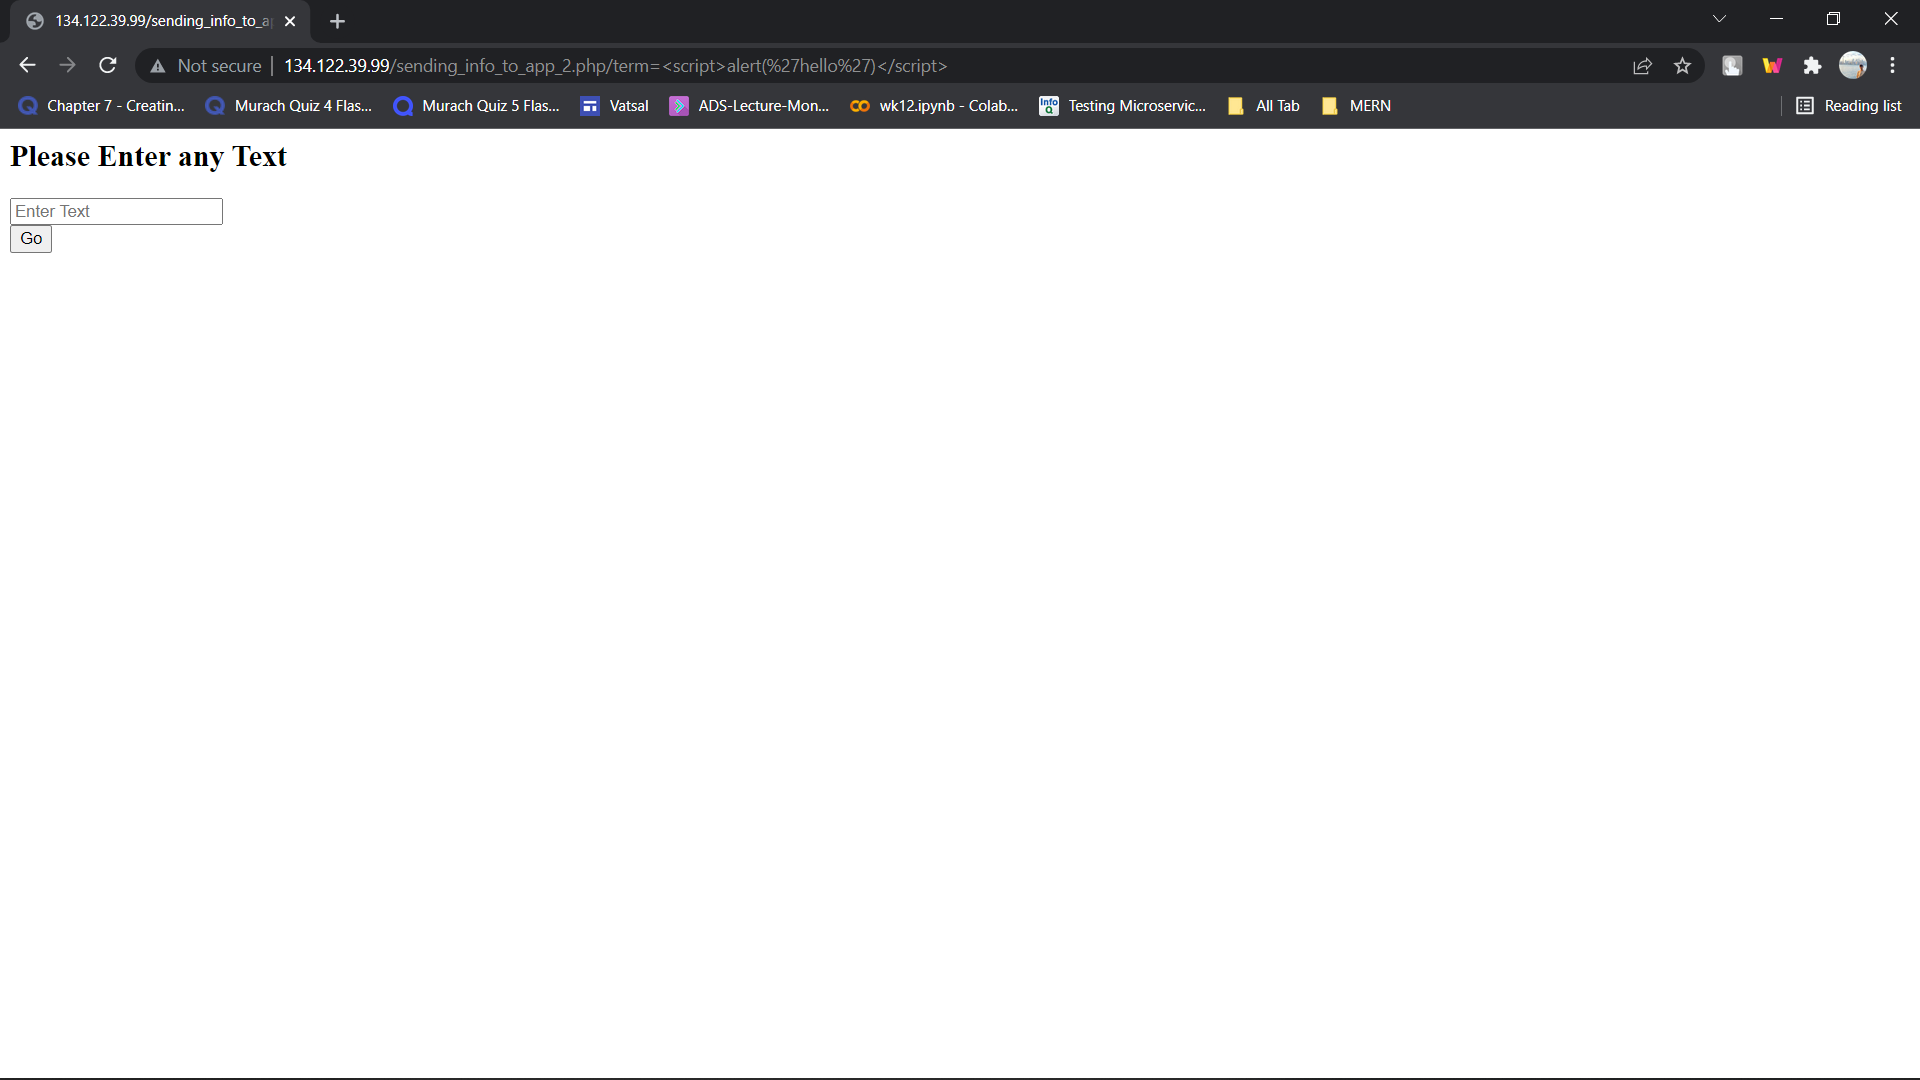 134.122.39.99/sending_info_to_a
Not secure | 134.122.39.99/sending_info_to_app_2.php/term=<script>alert(%27hello%27)</script>
Chapter 7 - Creatin... Murach Quiz 4 Flas... Murach Quiz 5 Flas... Vatsal ADS-Lecture-Mon... wk12.ipynb - Colab... Info Q Testing Microservic... All Tab MERN Reading list
Please Enter any Text
Enter Text
Go